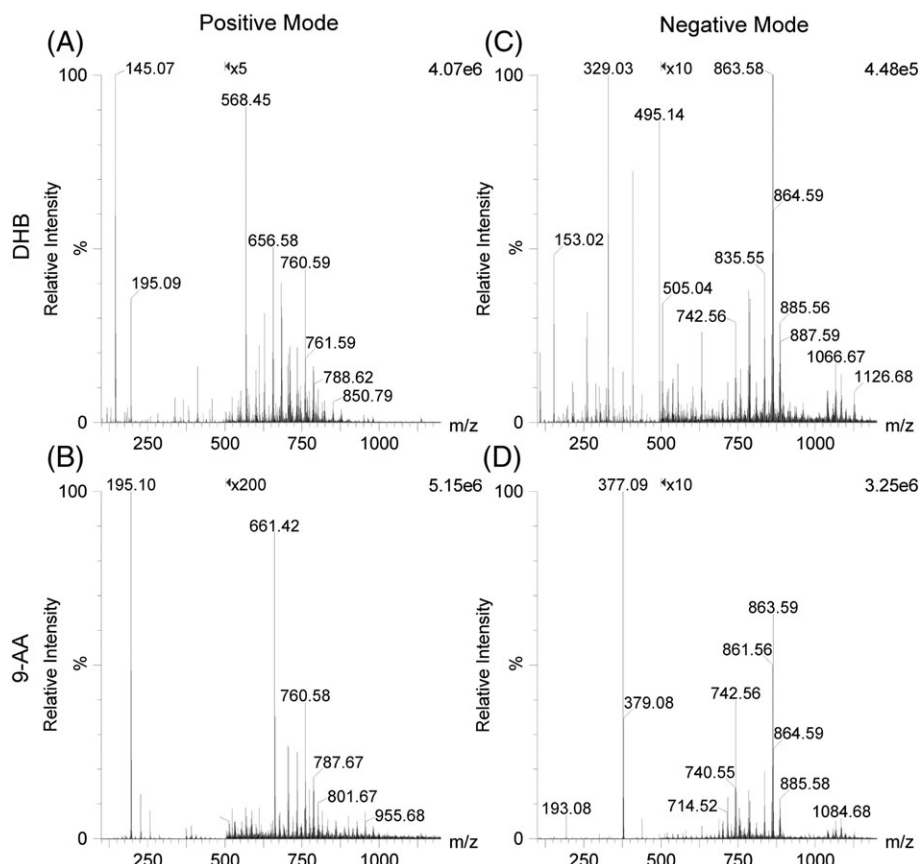 Positive Mode
Negative Mode
DHB
9-AA
(A)
100
145.07
x5
4.07e6
568.45
656.58
760.59
195.09
761.59
788.62
850.79
Relative Intensity
%
0
250
500
750
1000
m/z
(C)
100
329.03
x10
863.58
4.48e5
495.14
864.59
153.02
835.55
505.04
742.56
885.56
887.59
1066.67
1126.68
Relative Intensity
%
0
250
500
750
1000
m/z
(B)
100
195.10
x200
5.15e6
661.42
760.58
787.67
801.67
955.68
Relative Intensity
%
0
250
500
750
1000
m/z
(D)
100
377.09
x10
3.25e6
863.59
861.56
742.56
379.08
864.59
740.55
885.58
714.52
193.08
1084.68
Relative Intensity
%
0
250
500
750
1000
m/z